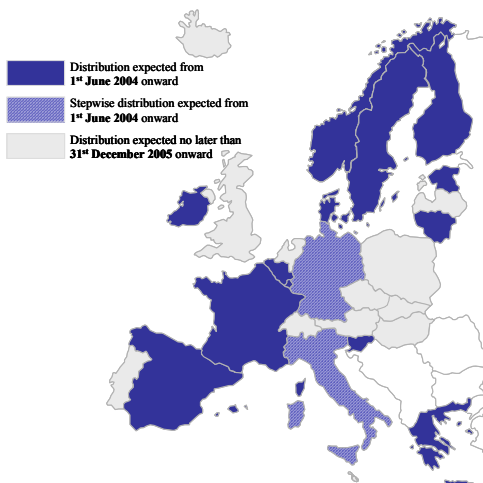 Distribution expected from
1st June 2004 onward
Stepwise distribution expected from
1st June 2004 onward
Distribution expected no later than
31st December 2005 onward